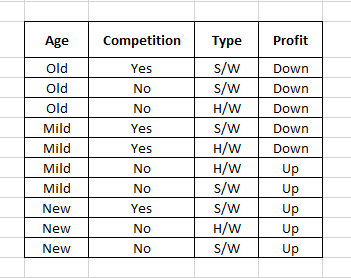 Age Competition Type Profit
Old Yes S/W Down
Old No S/W Down
Old No H/W Down
Mild Yes S/W Down
Mild Yes H/W Down
Mild No H/W Up
Mild No S/W Up
New Yes S/W Up
New No H/W Up
New No S/W Up